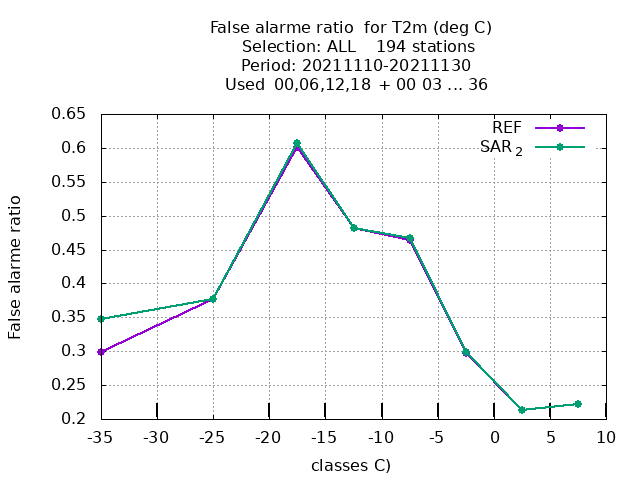 False alarme ratio  for T2m (deg C)
Selection: ALL    194 stations
Period: 20211110-20211130
Used  00,06,12,18  + 00 03 ... 36
REF
SAR 2
0.65
0.6
0.55
0.5
0.45
0.4
0.35
0.3
0.25
0.2
False alarme ratio
-35 -30 -25 -20 -15 -10 -5 0 5 10
classes C)